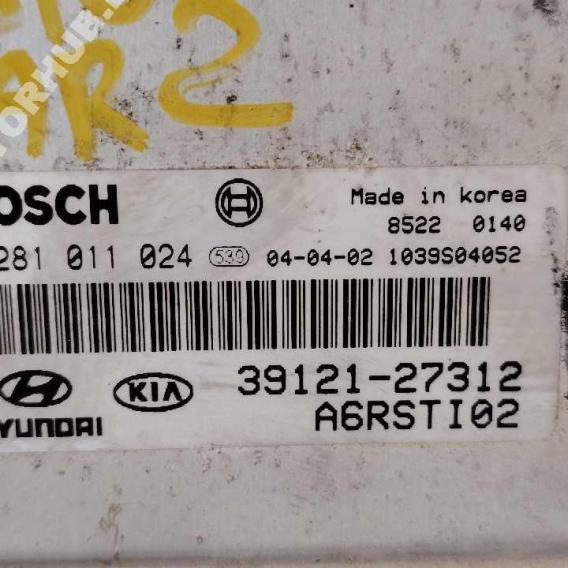 AR2
OSCH Made in korea
8522 0140
281 011 024 539 04-04-02 1039S04052
KIA 39121-27312
HYUNDAI A6RSTI02